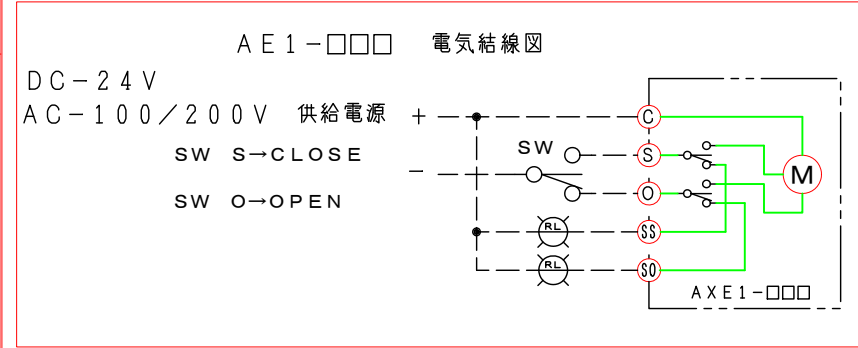 AE1-□□□ 電気結線図
DC-24V
AC-100/200V 供給電源 +
-
SW S→CLOSE
SW O→OPEN
SW
C
S
O
SS
SO
RL
RL
M
AXE1-□□□